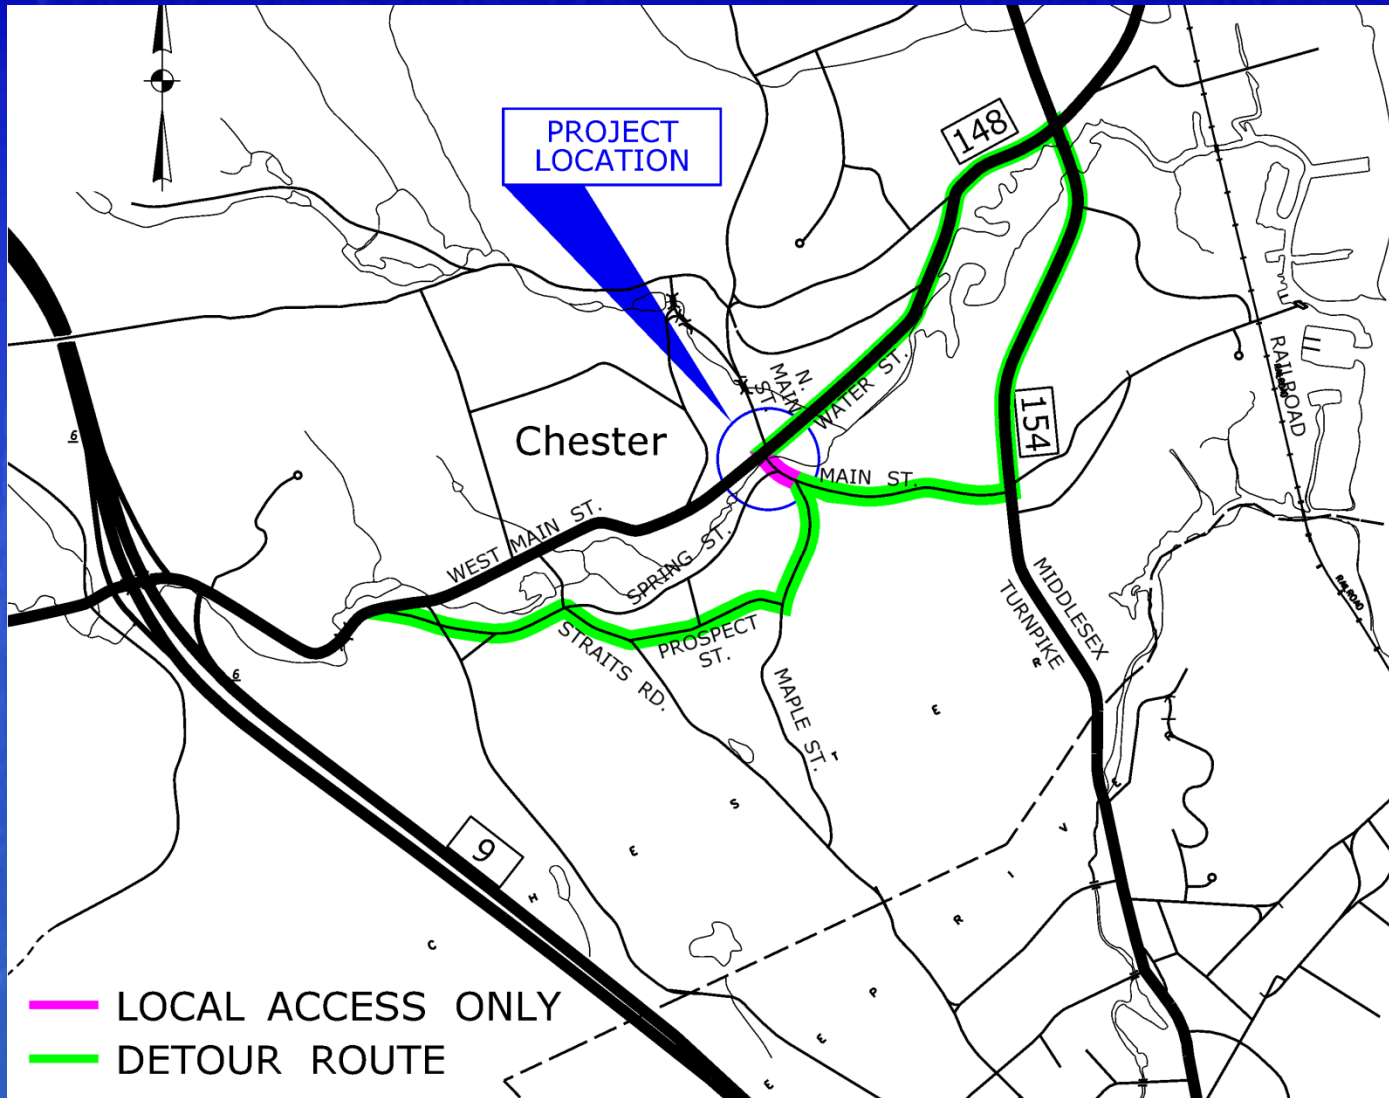 PROJECT
LOCATION
148
154
RAILROAD
RAILROAD
N.
MAIN
ST.
WATER ST.
Chester
MAIN ST.
6
WEST MAIN ST.
SPRING ST.
STRAITS RD.
PROSPECT
ST.
MAPLE ST.
MIDDLESEX
TURNPIKE
6
9
C H E S T E R
D E E P R I V E
LOCAL ACCESS ONLY
DETOUR ROUTE